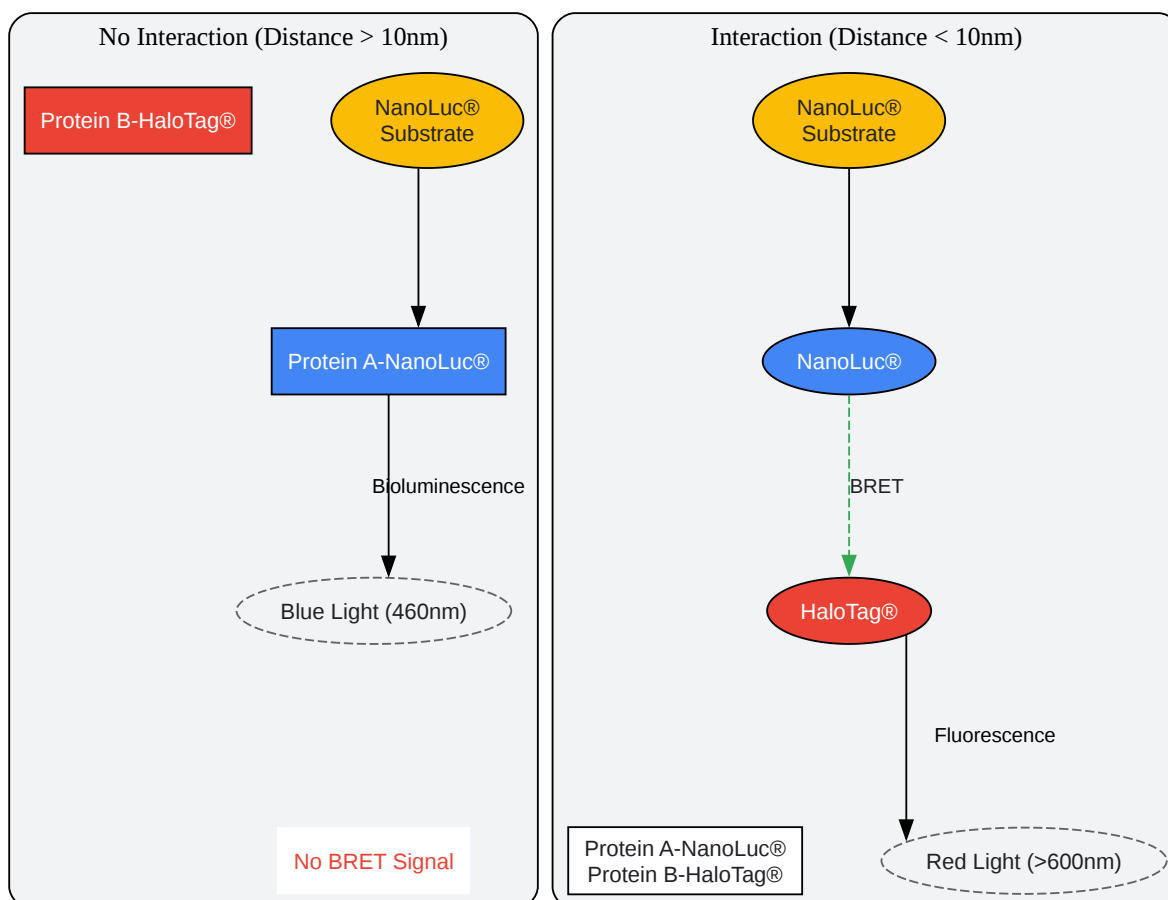 No Interaction (Distance > 10nm)
Protein B-HaloTag®
NanoLuc®
Substrate
Protein A-NanoLuc®
Bioluminescence
Blue Light (460nm)
No BRET Signal
Interaction (Distance < 10nm)
NanoLuc®
Substrate
NanoLuc®
BRET
HaloTag®
Fluorescence
Protein A-NanoLuc®
Protein B-HaloTag®
Red Light (>600nm)